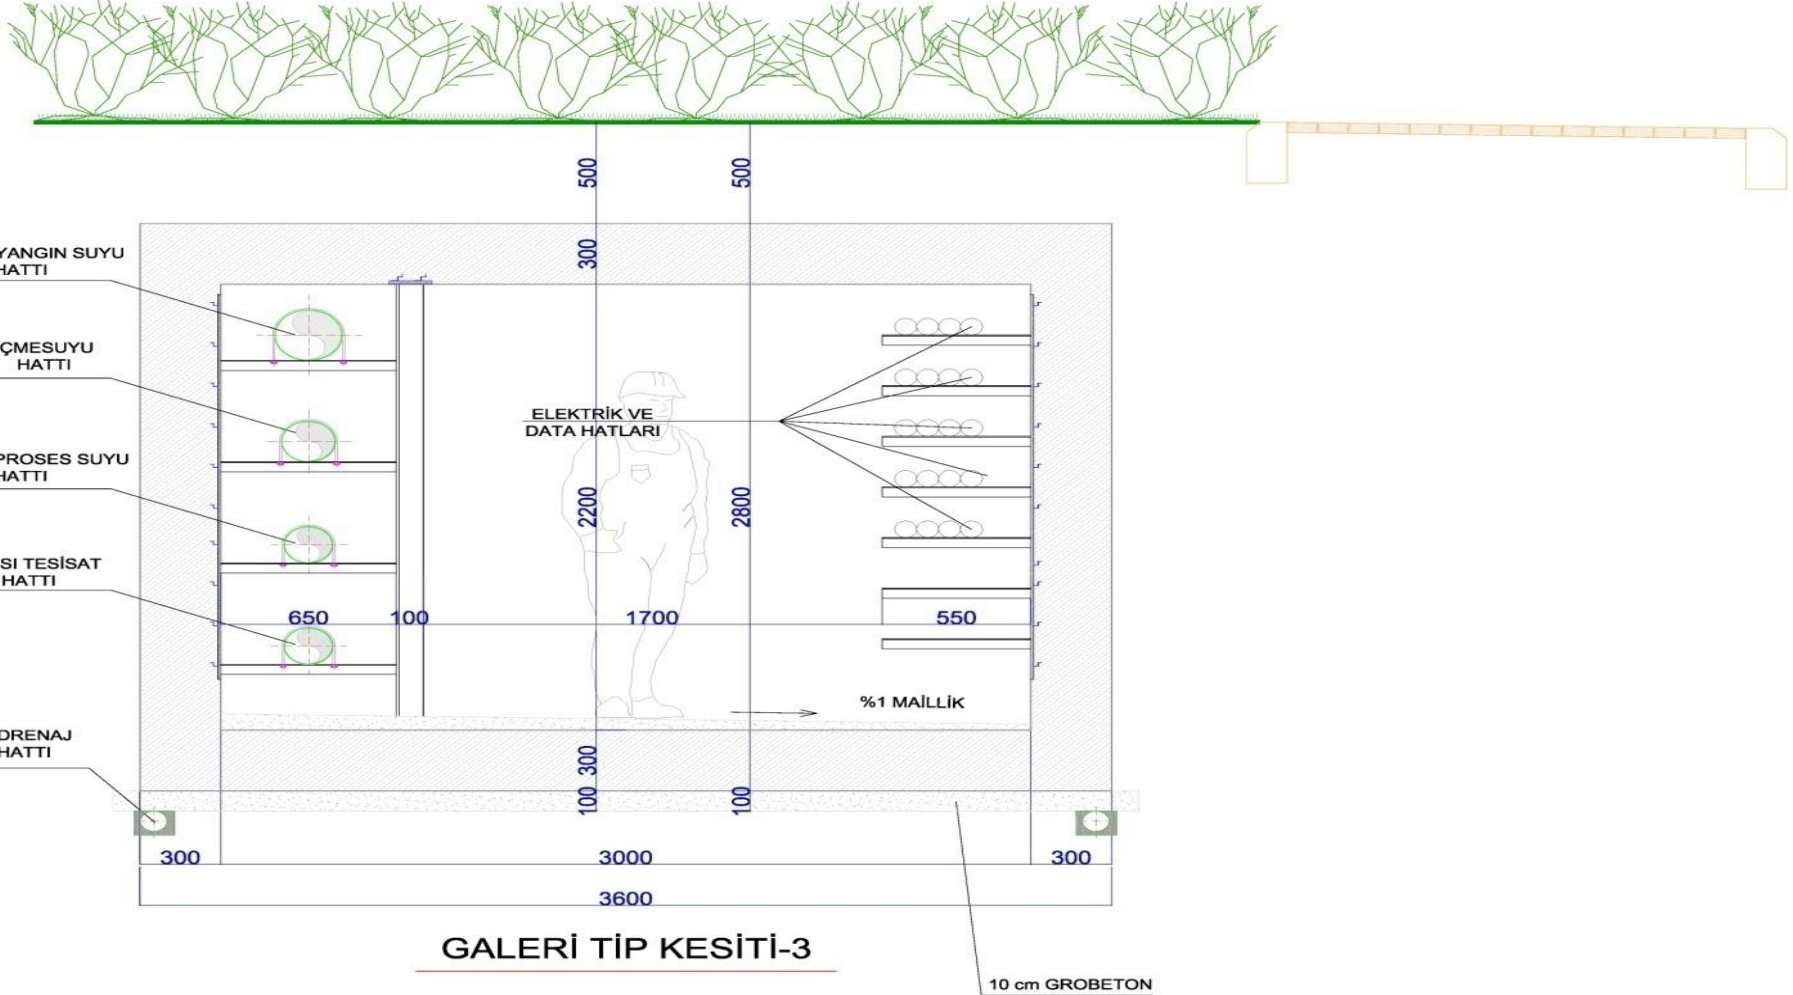 500
500
YANGIN SUYU
HATTI
300
ÇMESUYU
HATTI
ELEKTRİK VE
DATA HATLARI
PROSES SUYU
HATTI
2200
2800
SI TESİSAT
HATTI
650
100
1700
550
%1 MAİLLİK
DRENAJ
HATTI
300
100
100
300
3000
300
3600
GALERİ TİP KESİTİ-3
10 cm GROBETON